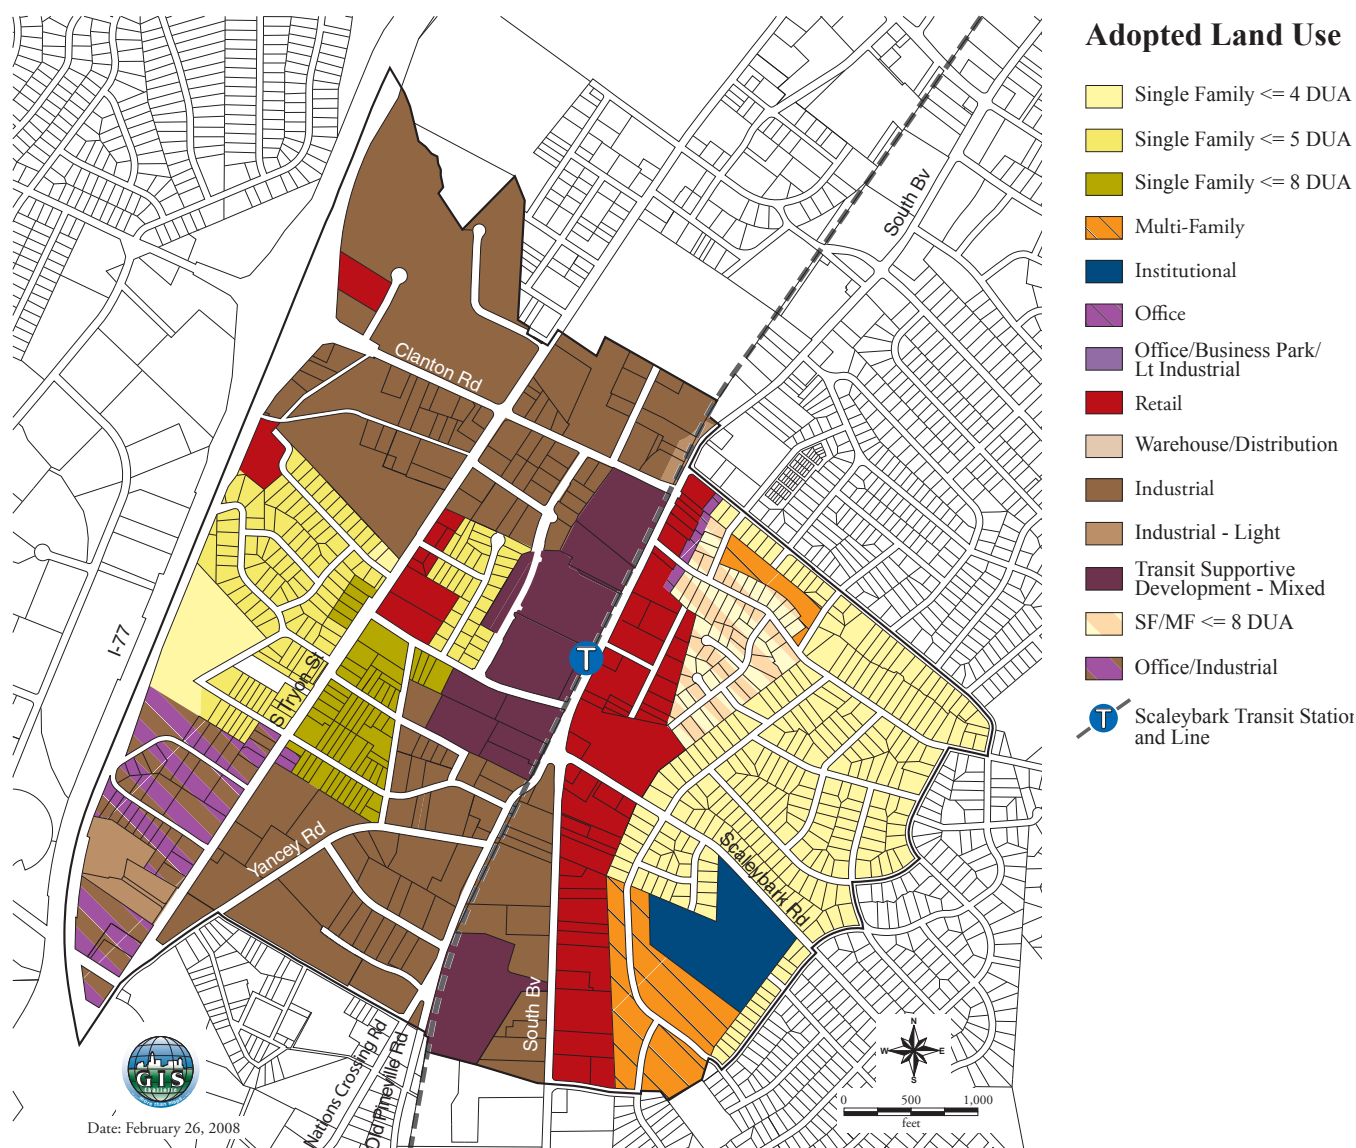 Adopted Land Use
Single Family <= 4 DUA
Single Family <= 5 DUA
Single Family <= 8 DUA
Multi-Family
Institutional
Office
Office/Business Park/
Lt Industrial
Retail
Warehouse/Distribution
Industrial
Industrial - Light
Transit Supportive
Development - Mixed
SF/MF <= 8 DUA
Office/Industrial
T
Scaleybark Transit Station
and Line
South Bv
Clanton Rd
I-77
S Tryon St
T
Yancey Rd
Scaleybark Rd
South Bv
Nations Crossing Rd
Old Pineville Rd
GIS
Date: February 26, 2008
N
W E
S
0 500 1,000
feet